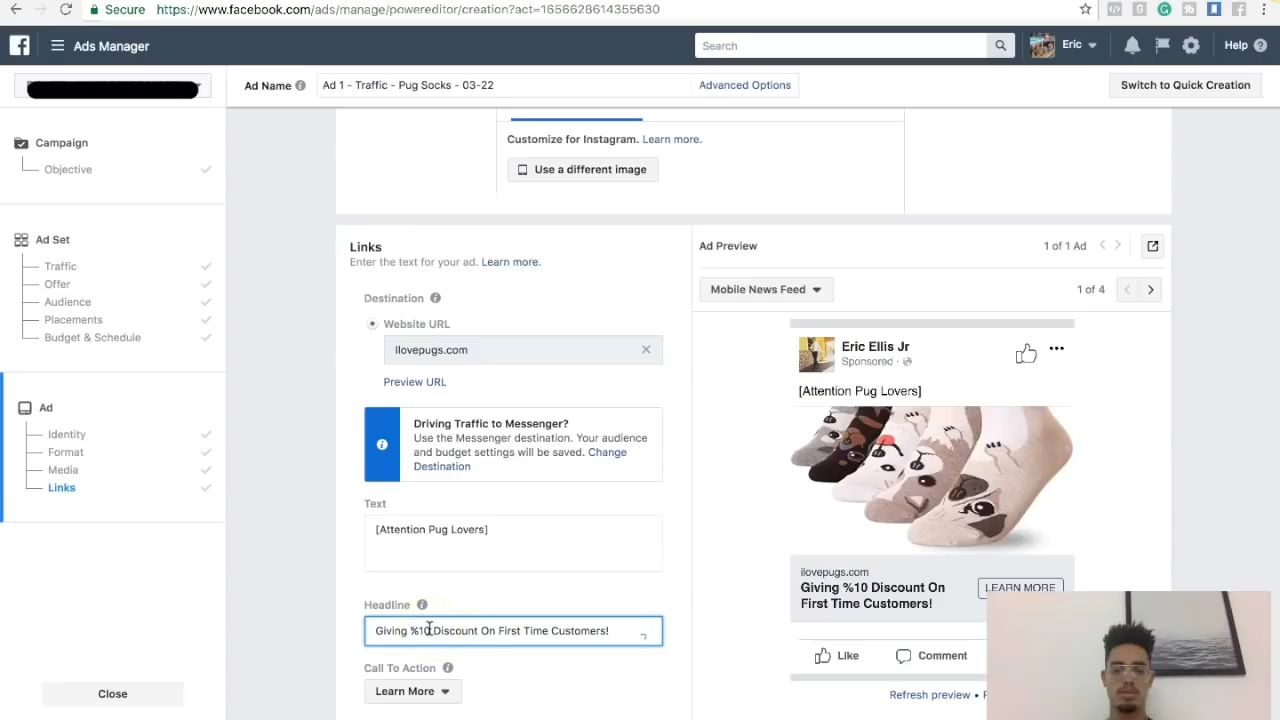 Secure https://www.facebook.com/ads/manage/powereditor/creation?act=1656628614355630
Ads Manager
Search
Eric
Help
Ad Name
Ad 1 - Traffic - Pug Socks - 03-22
Advanced Options
Switch to Quick Creation
Campaign
Objective
Ad Set
Traffic
Offer
Audience
Placements
Budget & Schedule
Ad
Identity
Format
Media
Links
Close
Customize for Instagram. Learn more.
Use a different image
Links
Enter the text for your ad. Learn more.
Destination
Website URL
Ilovepugs.com
Preview URL
Driving Traffic to Messenger?
Use the Messenger destination. Your audience
and budget settings will be saved. Change
Destination
Text
[Attention Pug Lovers]
Headline
Giving %10 Discount On First Time Customers!
Call To Action
Learn More
Ad Preview
1 of 1 Ad
Mobile News Feed
1 of 4
Eric Ellis Jr
Sponsored
[Attention Pug Lovers]
ilovepugs.com
Giving %10 Discount On
First Time Customers!
LEARN MORE
Like
Comment
Refresh preview •